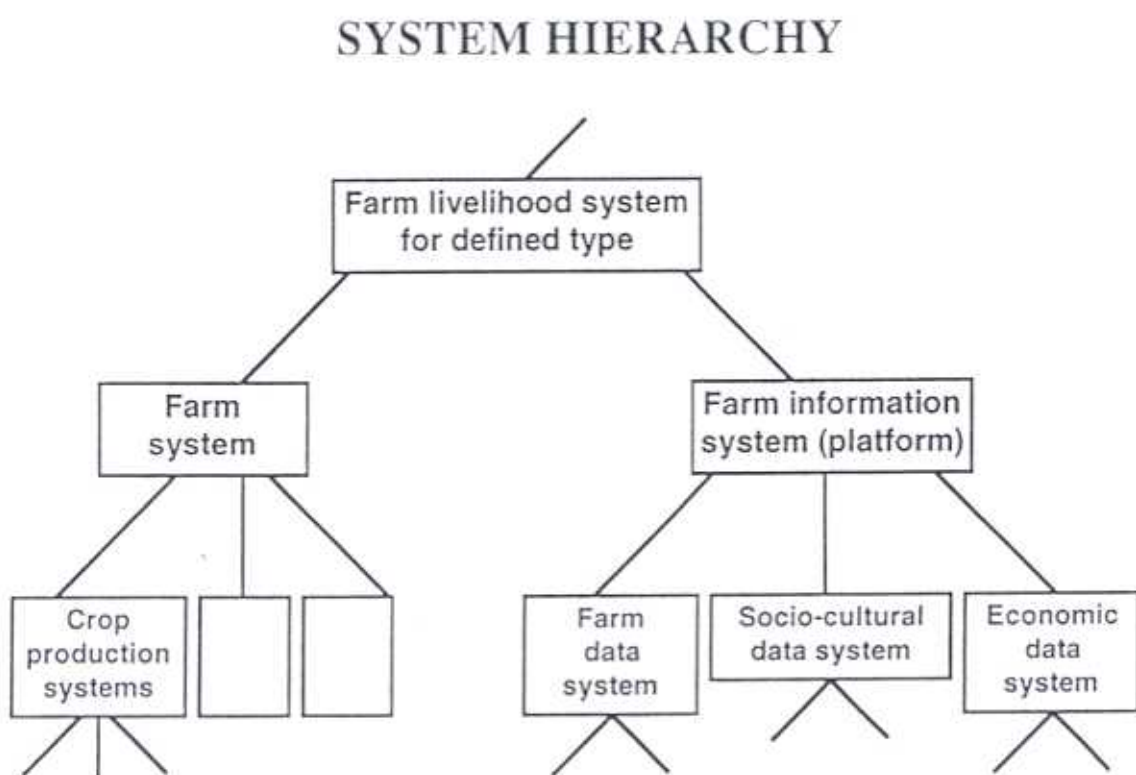 SYSTEM HIERARCHY
Farm livelihood system
for defined type
Farm
system
Farm information
system (platform)
Crop
production
systems
Farm
data
system
Socio-cultural
data system
Economic
data
system